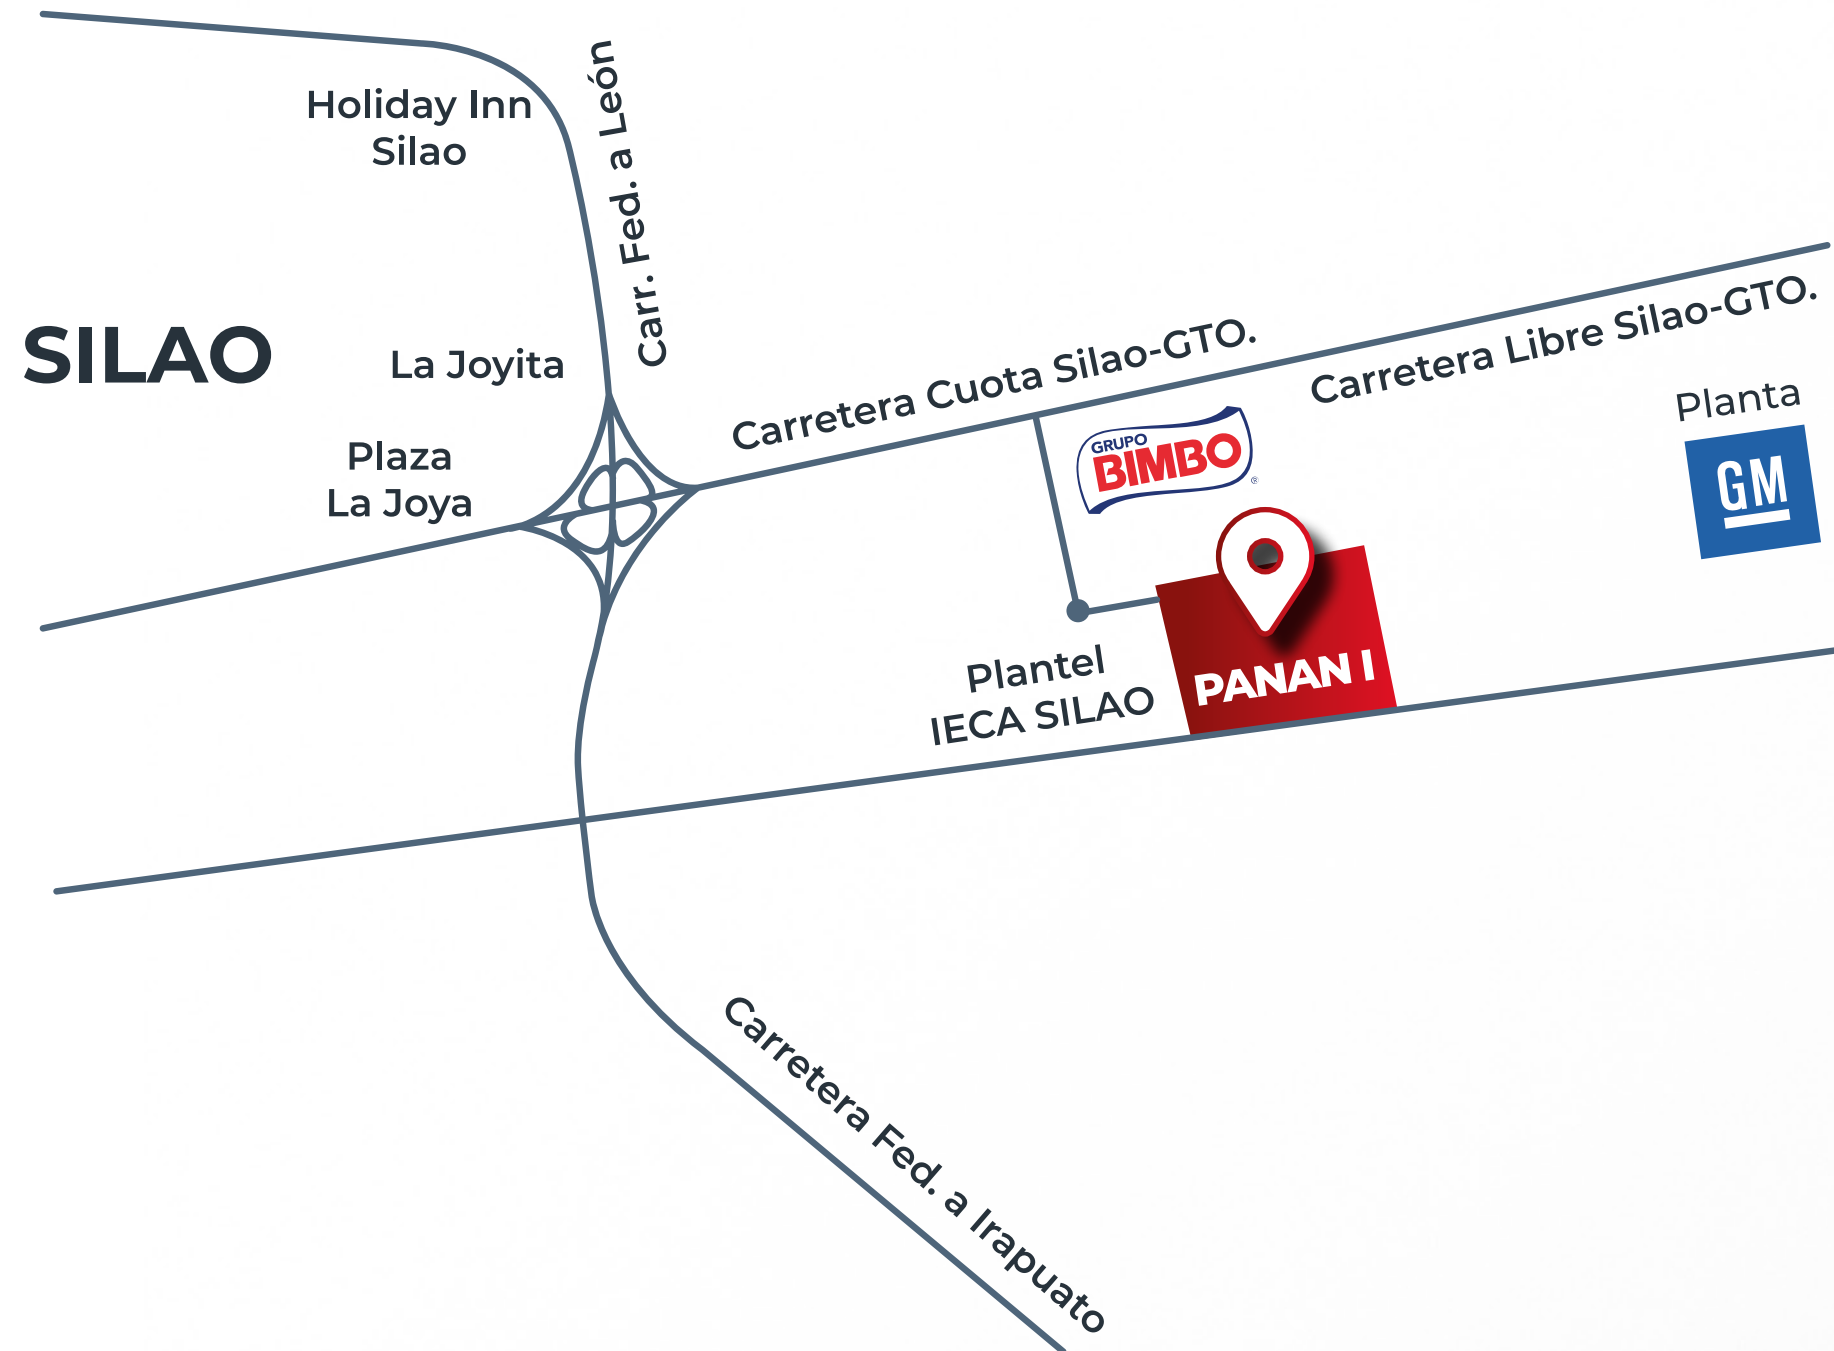 Holiday Inn
Silao
Carr. Fed. a León
SILAO
La Joyita
Plaza
La Joya
Carretera Cuota Silao-GTO.
Carretera Libre Silao-GTO.
GRUPO
BIMBO
®
Planta
GM
PANAN I
Plantel
IECA SILAO
Carretera Fed. a Irapuato